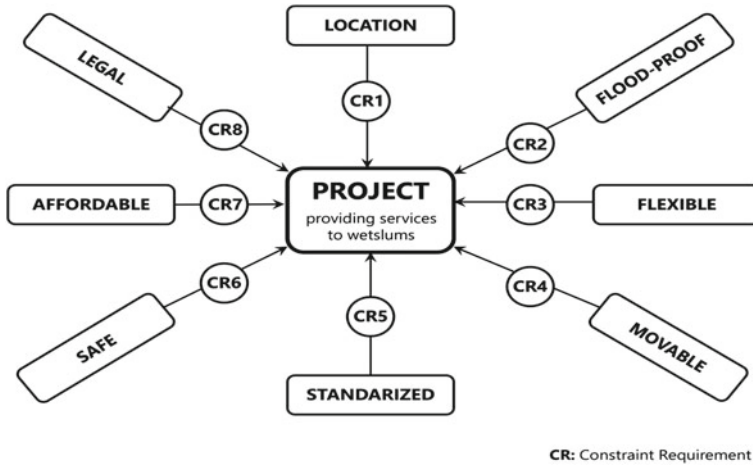 LOCATION
LEGAL
FLOOD-PROOF
CR1
CR8
CR2
PROJECT
providing services
to wetslums
AFFORDABLE
CR7
CR3
FLEXIBLE
CR6
CR4
CR5
SAFE
MOVABLE
STANDARIZED
CR: Constraint Requirement